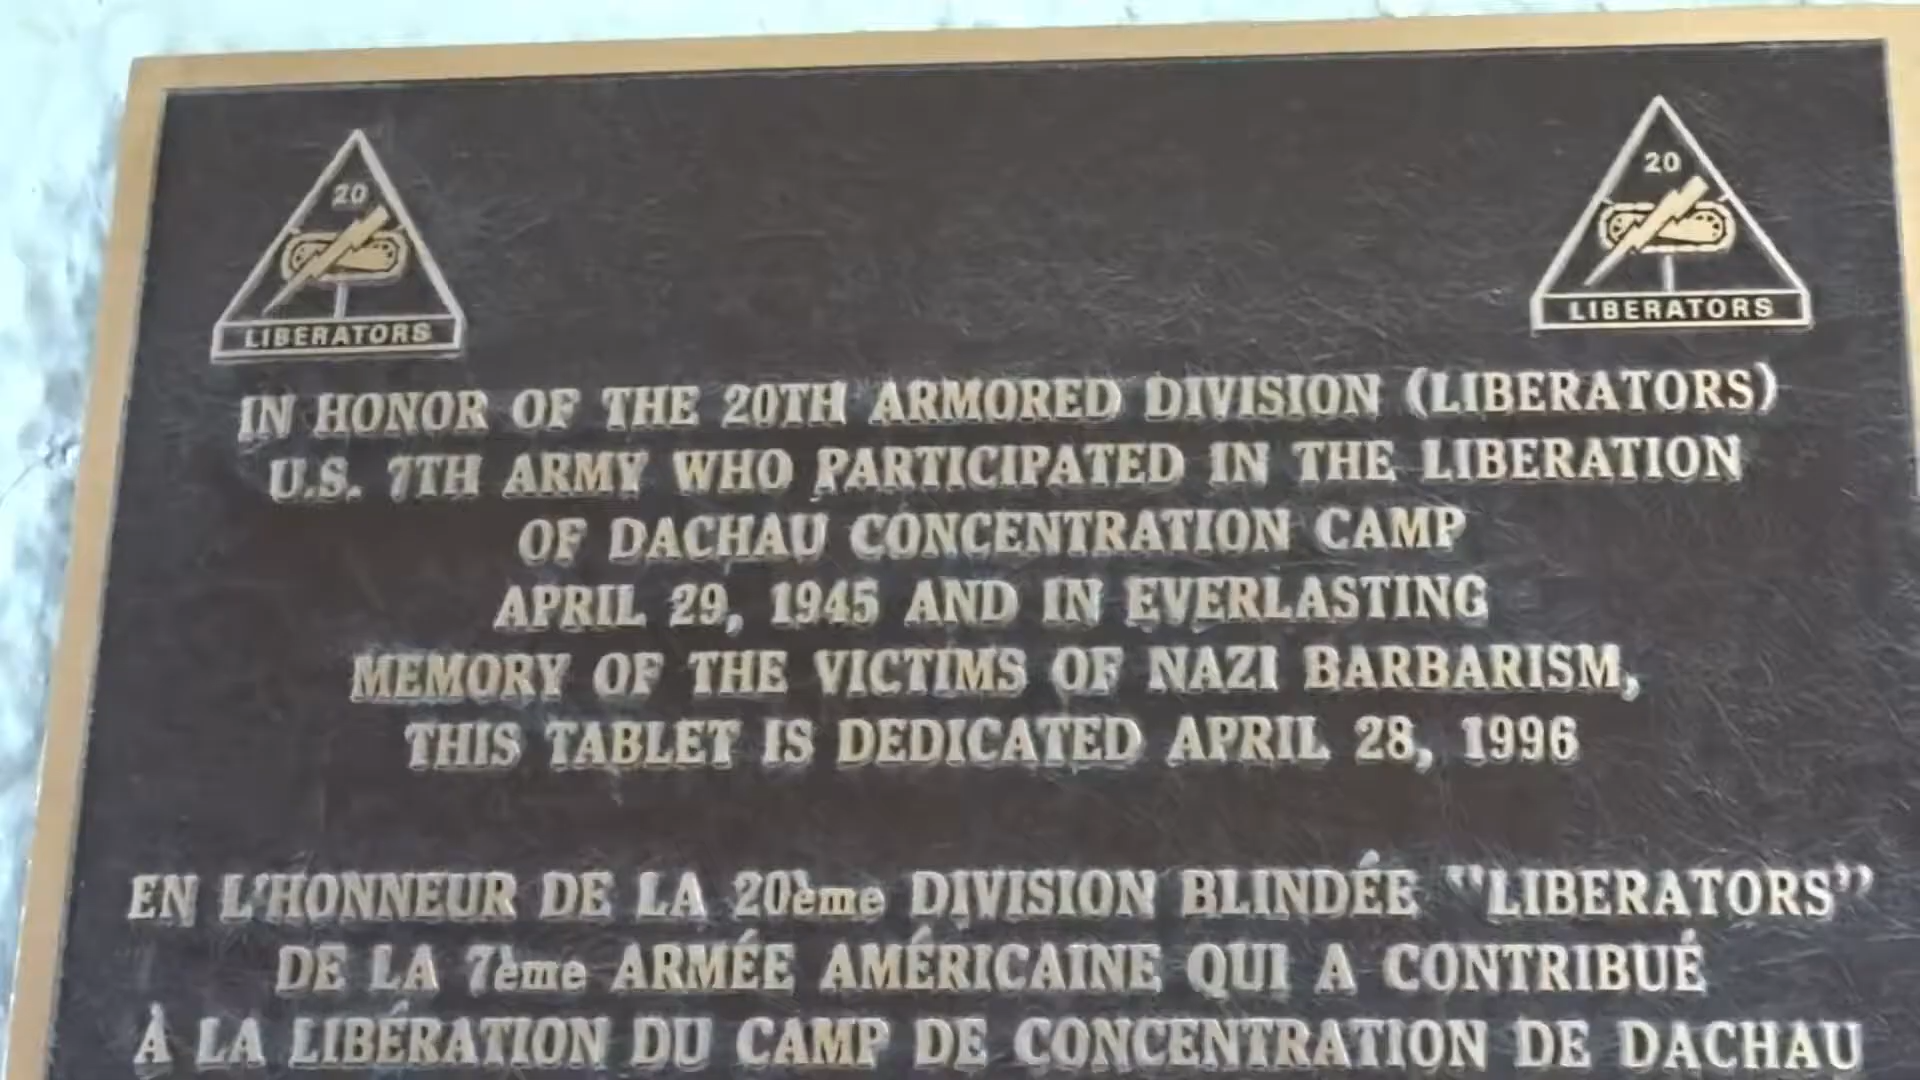 20
LIBERATORS
20
LIBERATORS
IN HONOR OF THE 20TH ARMORED DIVISION (LIBERATORS)
U.S. 7TH ARMY WHO PARTICIPATED IN THE LIBERATION
OF DACHAU CONCENTRATION CAMP
APRIL 29, 1945 AND IN EVERLASTING
MEMORY OF THE VICTIMS OF NAZI BARBARISM,
THIS TABLET IS DEDICATED APRIL 28, 1996
EN L'HONNEUR DE LA 20ème DIVISION BLINDÉE "LIBERATORS"
DE LA 7ème ARMÉE AMÉRICAINE QUI A CONTRIBUÉ
À LA LIBÉRATION DU CAMP DE CONCENTRATION DE DACHAU